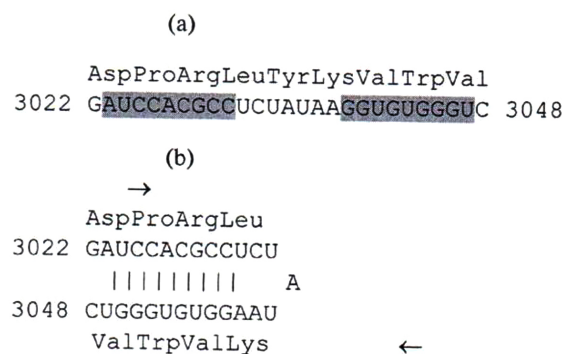 (a)
AspProArgLeuTyrLysValTrpVal
3022 GAUCCACGCCUCUAUAAGGUGUGGGUC 3048
(b)
→
AspProArgLeu
3022 GAUCCACGCCUCU
||||||||| A
3048 CUGGGUGUGGAAU
ValTrpValLys ←